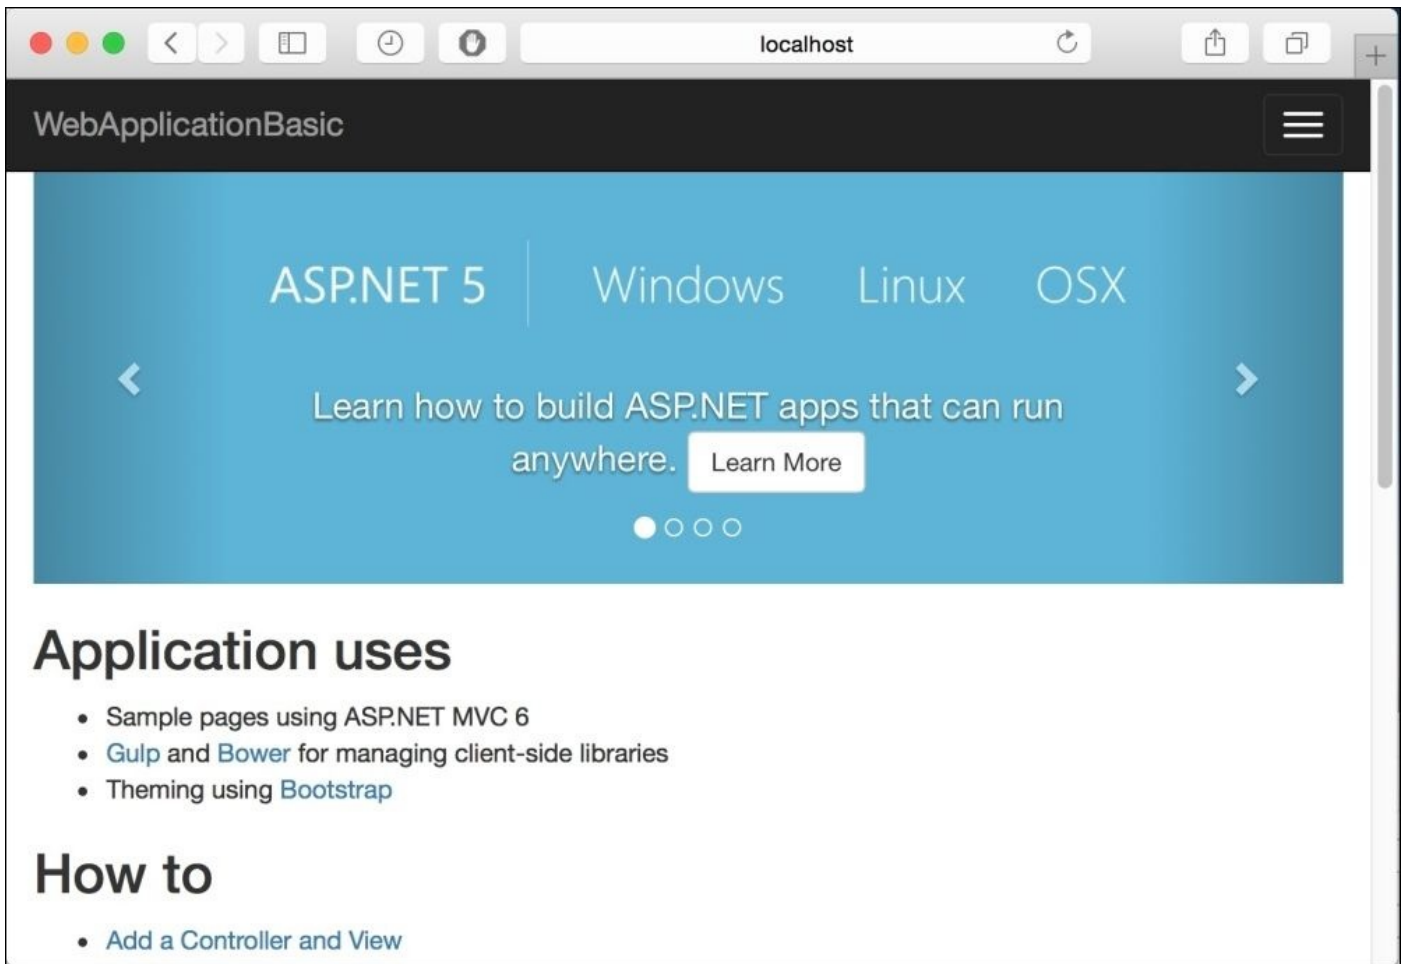 localhost
WebApplicationBasic
ASP.NET 5 Windows Linux OSX
Learn how to build ASP.NET apps that can run
anywhere. Learn More
Application uses
• Sample pages using ASP.NET MVC 6
• Gulp and Bower for managing client-side libraries
• Theming using Bootstrap
How to
• Add a Controller and View